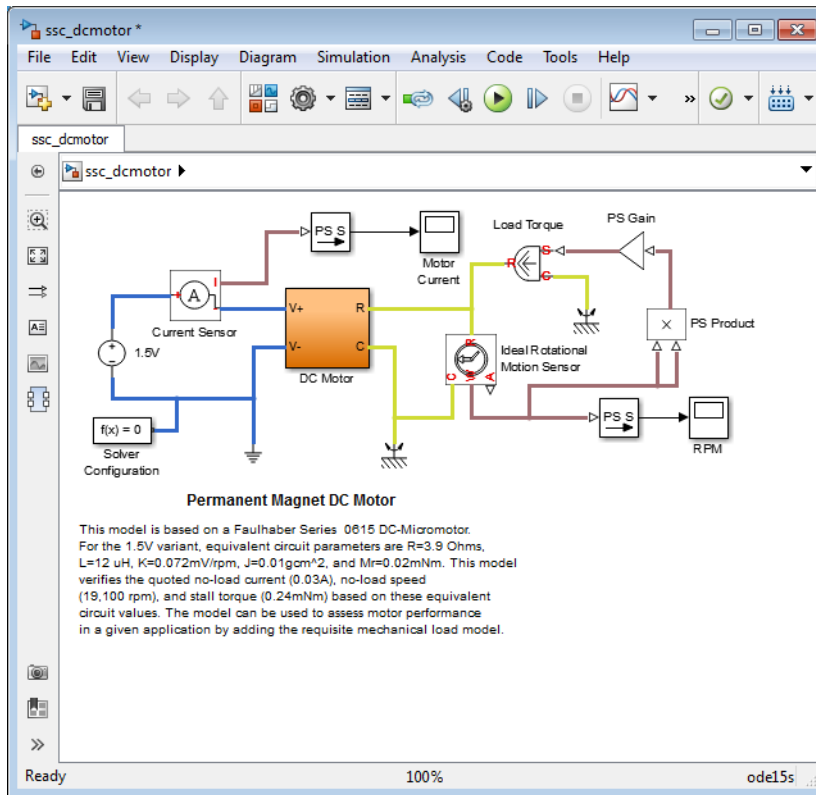 ssc_dcmotor *
File Edit View Display Diagram Simulation Analysis Code Tools Help
»
ssc_dcmotor
ssc_dcmotor
PS S
Motor
Current
Load Torque
S
R
C
PS Gain
I
A
Current Sensor
V+ R
V- C
DC Motor
+
-
1.5V
×
PS Product
R
C W A
Ideal Rotational
Motion Sensor
PS S
RPM
f(x) = 0
Solver
Configuration
Permanent Magnet DC Motor
This model is based on a Faulhaber Series 0615 DC-Micromotor.
For the 1.5V variant, equivalent circuit parameters are R=3.9 Ohms,
L=12 uH, K=0.072mV/rpm, J=0.01gcm^2, and Mr=0.02mNm. This model
verifies the quoted no-load current (0.03A), no-load speed
(19,100 rpm), and stall torque (0.24mNm) based on these equivalent
circuit values. The model can be used to assess motor performance
in a given application by adding the requisite mechanical load model.
Ready 100% ode15s